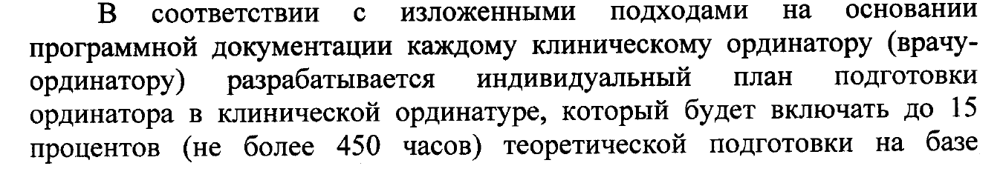 В соответствии с изложенными подходами на основании
программной документации каждому клиническому ординатору (врачу-
ординатору) разрабатывается индивидуальный план подготовки
ординатора в клинической ординатуре, который будет включать до 15
процентов (не более 450 часов) теоретической подготовки на базе